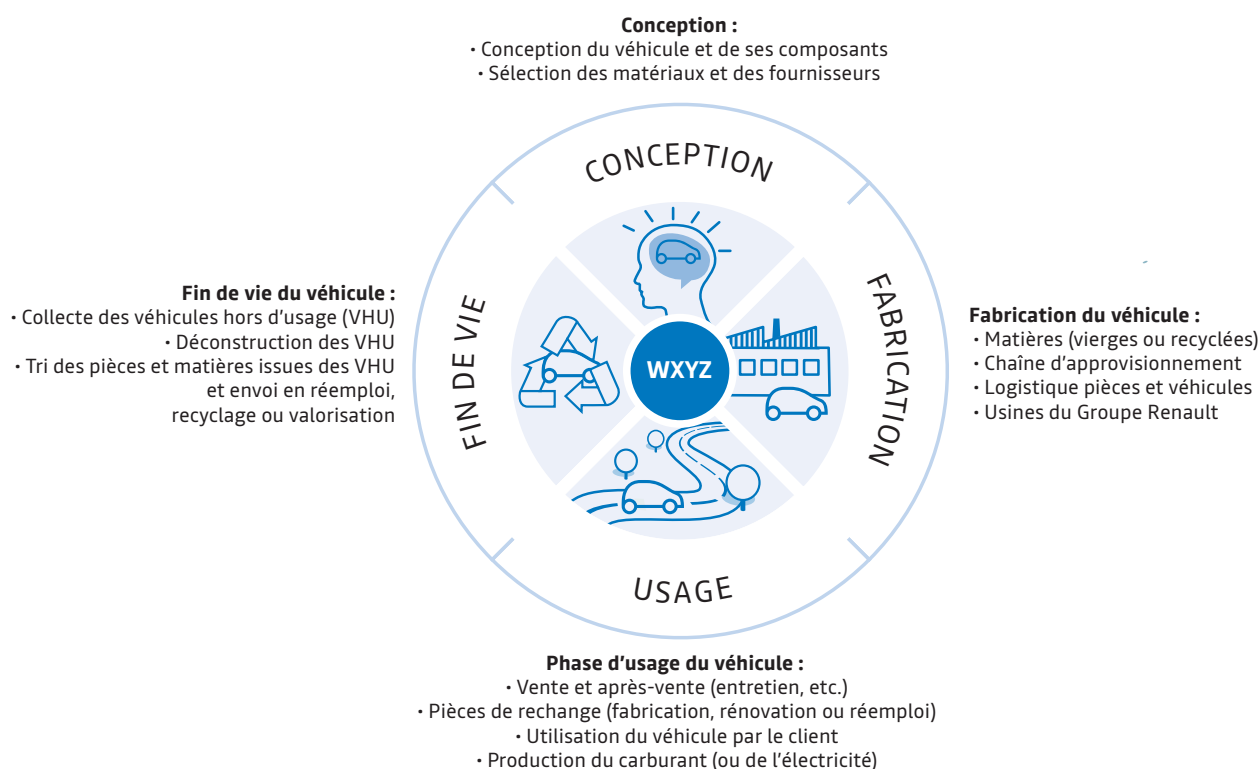 Conception :
• Conception du véhicule et de ses composants
• Sélection des matériaux et des fournisseurs
CONCEPTION
FABRICATION
Fabrication du véhicule :
• Matières (vierges ou recyclées)
• Chaîne d'approvisionnement
• Logistique pièces et véhicules
• Usines du Groupe Renault
WXYZ
FIN DE VIE
Fin de vie du véhicule :
• Collecte des véhicules hors d'usage (VHU)
• Déconstruction des VHU
• Tri des pièces et matières issues des VHU
et envoi en réemploi,
recyclage ou valorisation
USAGE
Phase d'usage du véhicule :
• Vente et après-vente (entretien, etc.)
• Pièces de rechange (fabrication, rénovation ou réemploi)
• Utilisation du véhicule par le client
• Production du carburant (ou de l'électricité)